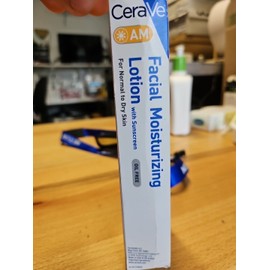 CeraVe
AM
Facial Moisturizing
Lotion with Sunscreen
For Normal to Dry Skin
OIL FREE